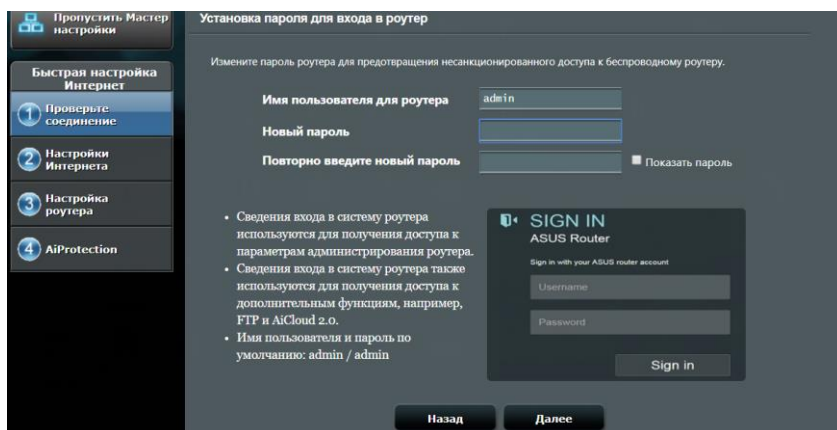 Пропустить Мастер
настройки
Быстрая настройка
Интернет
1 Проверьте
соединение
2 Настройки
Интернета
3 Настройка
роутера
4 AiProtection
Установка пароля для входа в роутер
Измените пароль роутера для предотвращения несанкционированного доступа к беспроводному роутеру.
Имя пользователя для роутера admin
Новый пароль
Повторно введите новый пароль Показать пароль
• Сведения входа в систему роутера
используются для получения доступа к
параметрам администрирования роутера.
• Сведения входа в систему роутера также
используются для получения доступа к
дополнительным функциям, например,
FTP и AiCloud 2.0.
• Имя пользователя и пароль по
умолчанию: admin / admin
SIGN IN
ASUS Router
Sign in with your ASUS router account
Username
Password
Sign in
Назад Далее